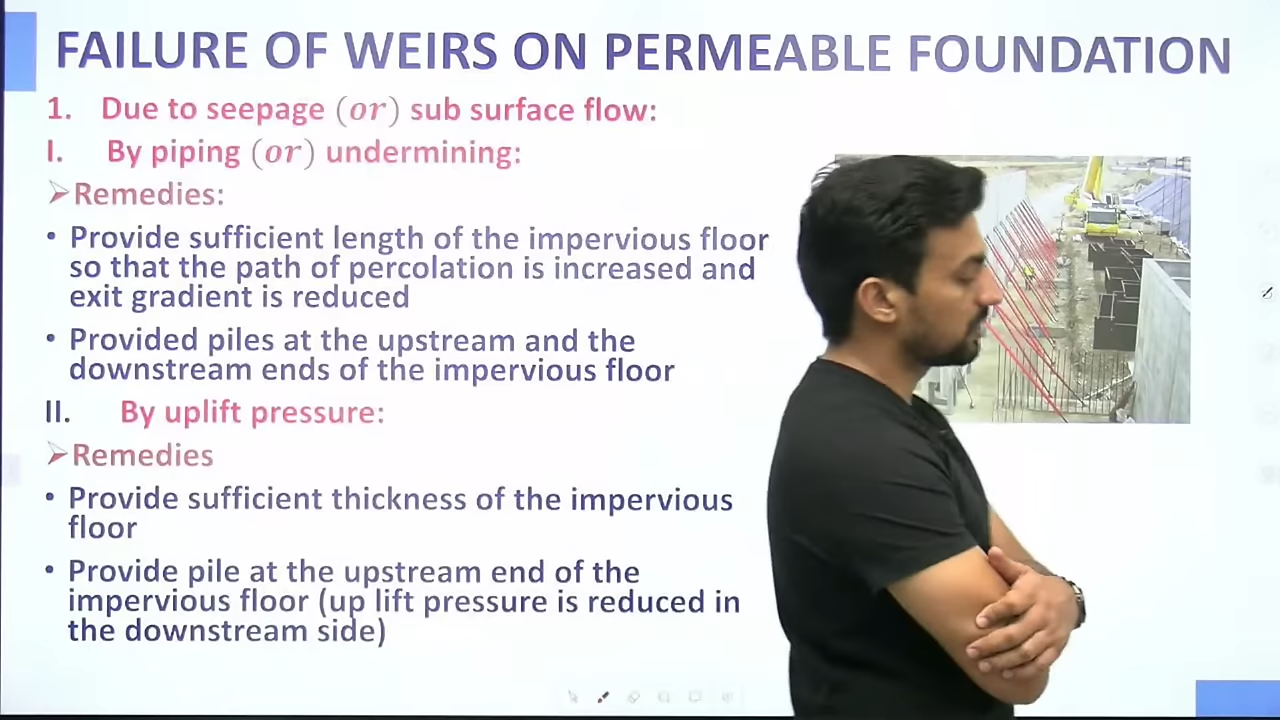 FAILURE OF WEIRS ON PERMEABLE FOUNDATION
1. Due to seepage (or) sub surface flow:
I. By piping (or) undermining:
➢Remedies:
• Provide sufficient length of the impervious floor
so that the path of percolation is increased and
exit gradient is reduced
• Provided piles at the upstream and the
downstream ends of the impervious floor
II. By uplift pressure:
➢Remedies
• Provide sufficient thickness of the impervious
floor
• Provide pile at the upstream end of the
impervious floor (up lift pressure is reduced in
the downstream side)